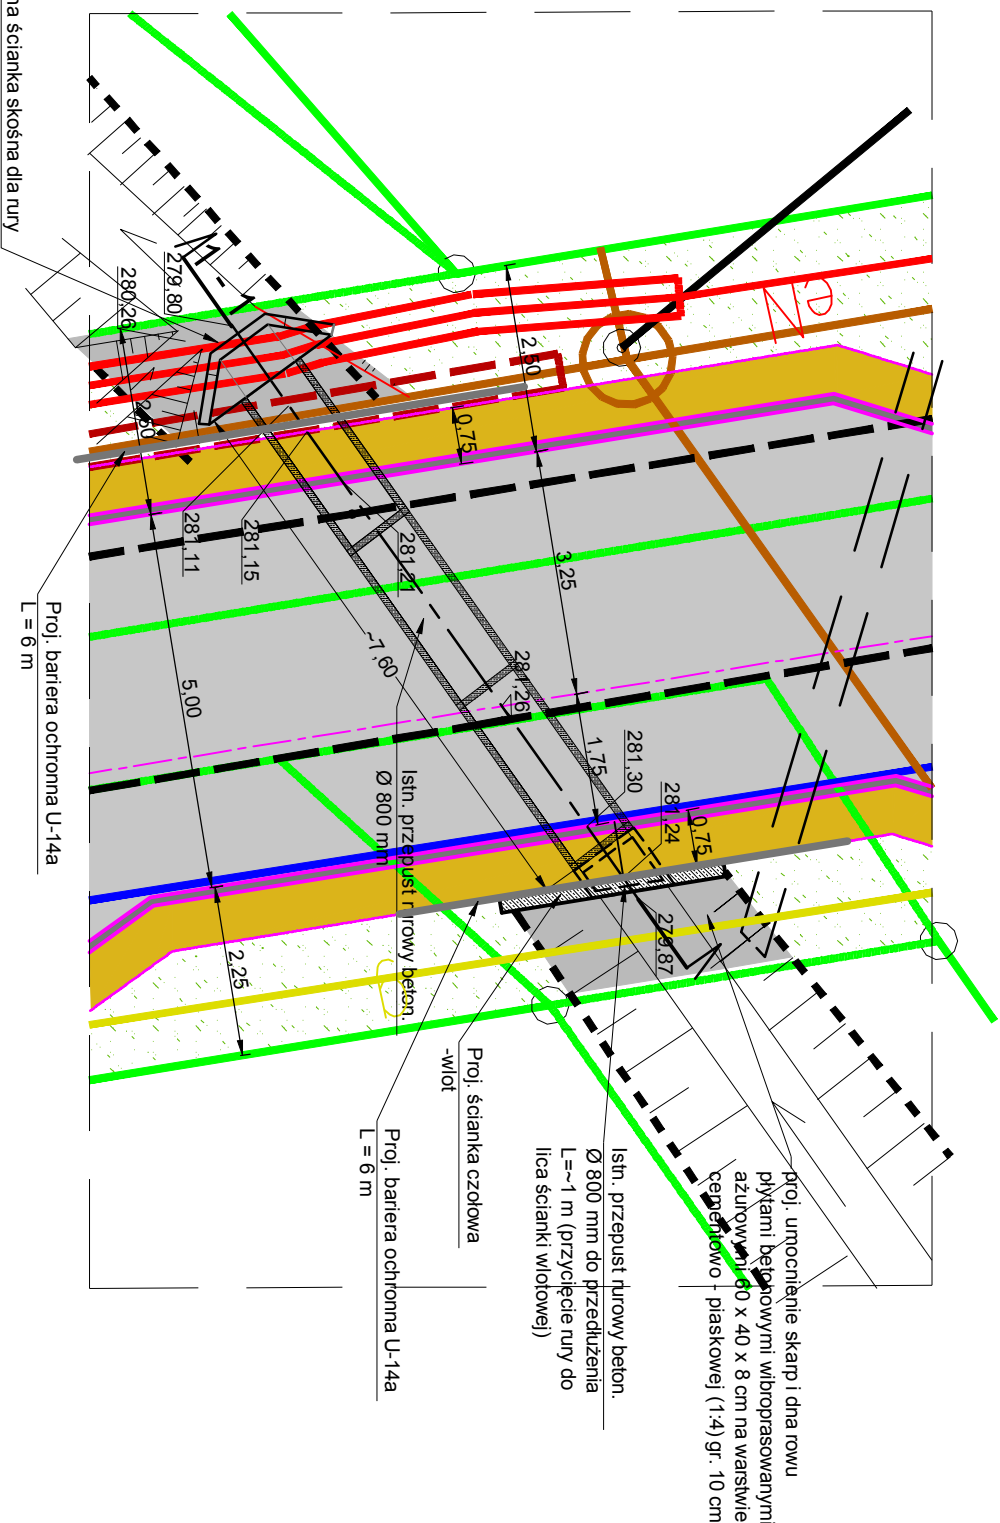 na ścianka skośna dla rury
279,80
280,26
2,50
2,50
0,75
281,11
281,15
281,21
3,25
~7,60
281,26
5,00
1,75
281,30
281,24
0,75
279,87
2,25
Proj. bariera ochronna U-14a
L = 6 m
Istn. przepust rurowy beton.
Ø 800 mm
Proj. ścianka czołowa
-wlot
Proj. bariera ochronna U-14a
L = 6 m
Istn. przepust rurowy beton.
Ø 800 mm do przedłużenia
L=~1 m (przycięcie rury do
lica ścianki wlotowej)
proj. umocnienie skarp i dna rowu
płytami betonowymi wibroprasowanymi
ażurowymi 60 x 40 x 8 cm na warstwie
cementowo - piaskowej (1:4) gr. 10 cm